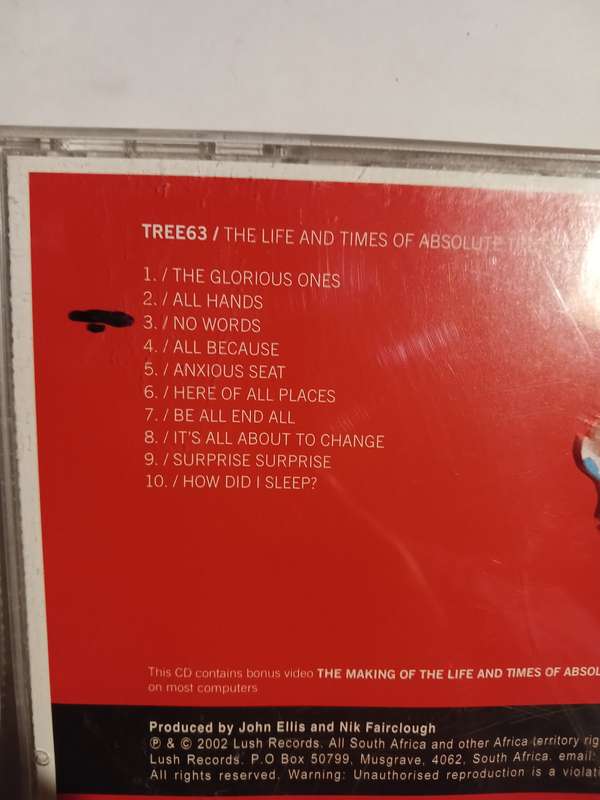 TREE63 / THE LIFE AND TIMES OF ABSOLUTE
1. / THE GLORIOUS ONES
2. / ALL HANDS
3. / NO WORDS
4. / ALL BECAUSE
5. / ANXIOUS SEAT
6. / HERE OF ALL PLACES
7. / BE ALL END ALL
8. / IT'S ALL ABOUT TO CHANGE
9. / SURPRISE SURPRISE
10. / HOW DID I SLEEP?
This CD contains bonus video THE MAKING OF THE LIFE AND TIMES OF ABSOL
on most computers
Produced by John Ellis and Nik Fairclough
℗ & © 2002 Lush Records. All South Africa and other Africa territory rig
Lush Records. P.O Box 50799, Musgrave, 4062, South Africa. email:
All rights reserved. Warning: Unauthorised reproduction is a violati